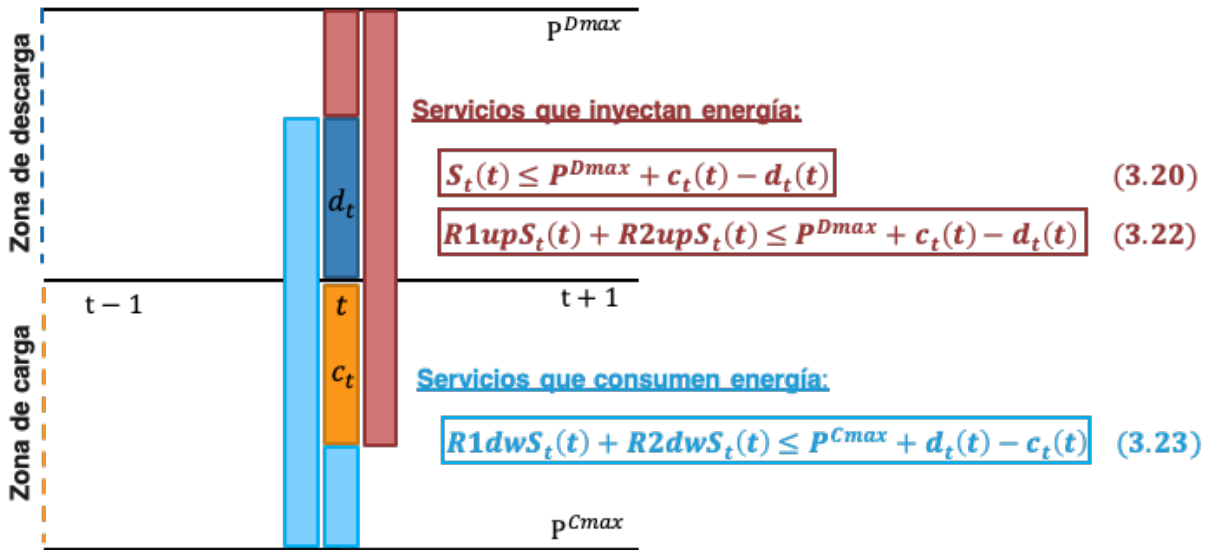 Zona de descarga
P^{Dmax}
Servicios que inyectan energía:
S_t(t) ≤ P^{Dmax} + c_t(t) − d_t(t) (3.20)
d_t
R1upS_t(t) + R2upS_t(t) ≤ P^{Dmax} + c_t(t) − d_t(t) (3.22)
t − 1 t t + 1
Zona de carga
c_t
Servicios que consumen energía:
R1dwS_t(t) + R2dwS_t(t) ≤ P^{Cmax} + d_t(t) − c_t(t) (3.23)
P^{Cmax}